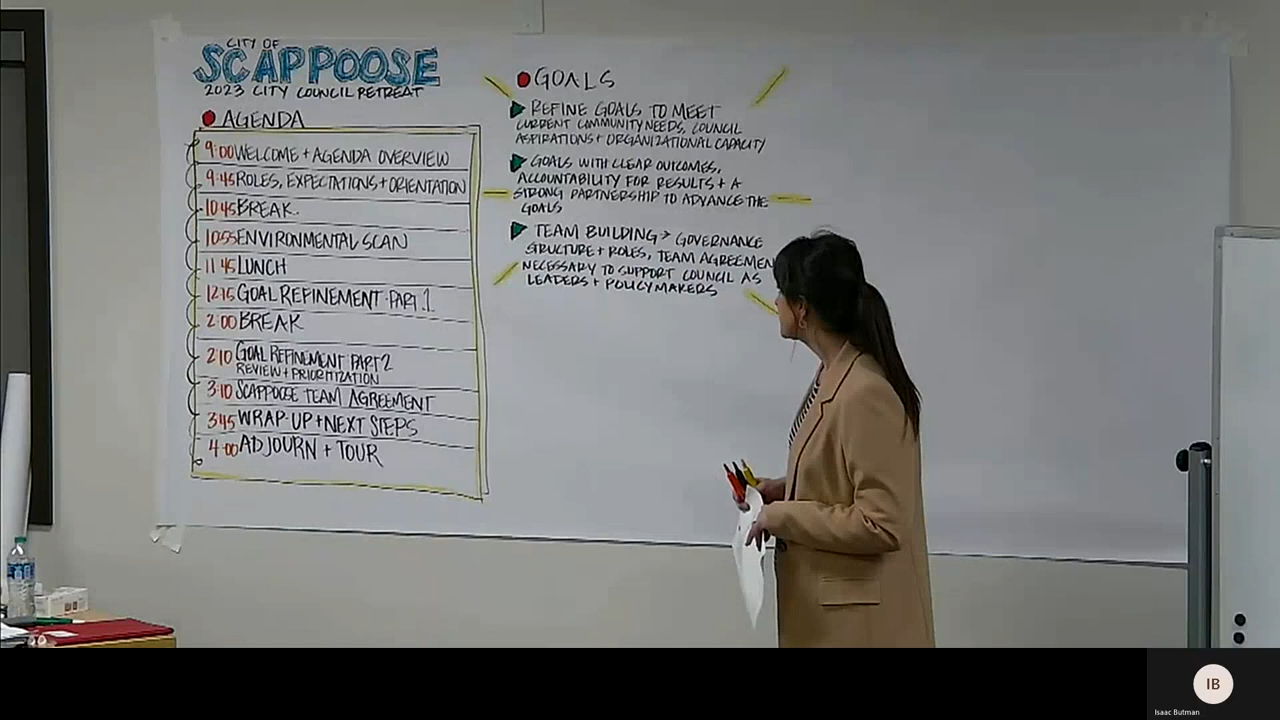 CITY OF
SCAPPOOSE
2023 CITY COUNCIL RETREAT
AGENDA
9:00 WELCOME + AGENDA OVERVIEW
9:45 ROLES, EXPECTATIONS + ORIENTATION
10:45 BREAK
10:55 ENVIRONMENTAL SCAN
11:45 LUNCH
12:15 GOAL REFINEMENT PART 1
2:00 BREAK
2:10 GOAL REFINEMENT PART 2
REVIEW + PRIORITIZATION
3:10 SCAPPOOSE TEAM AGREEMENT
3:45 WRAP-UP + NEXT STEPS
4:00 ADJOURN + TOUR
GOALS
REFINE GOALS TO MEET
CURRENT COMMUNITY NEEDS, COUNCIL
ASPIRATIONS + ORGANIZATIONAL CAPACITY
GOALS WITH CLEAR OUTCOMES,
ACCOUNTABILITY FOR RESULTS + A
STRONG PARTNERSHIP TO ADVANCE THE
GOALS
TEAM BUILDING > GOVERNANCE
STRUCTURE + ROLES, TEAM AGREEMEN
NECESSARY TO SUPPORT COUNCIL AS
LEADERS + POLICYMAKERS
IB
Isaac Butman